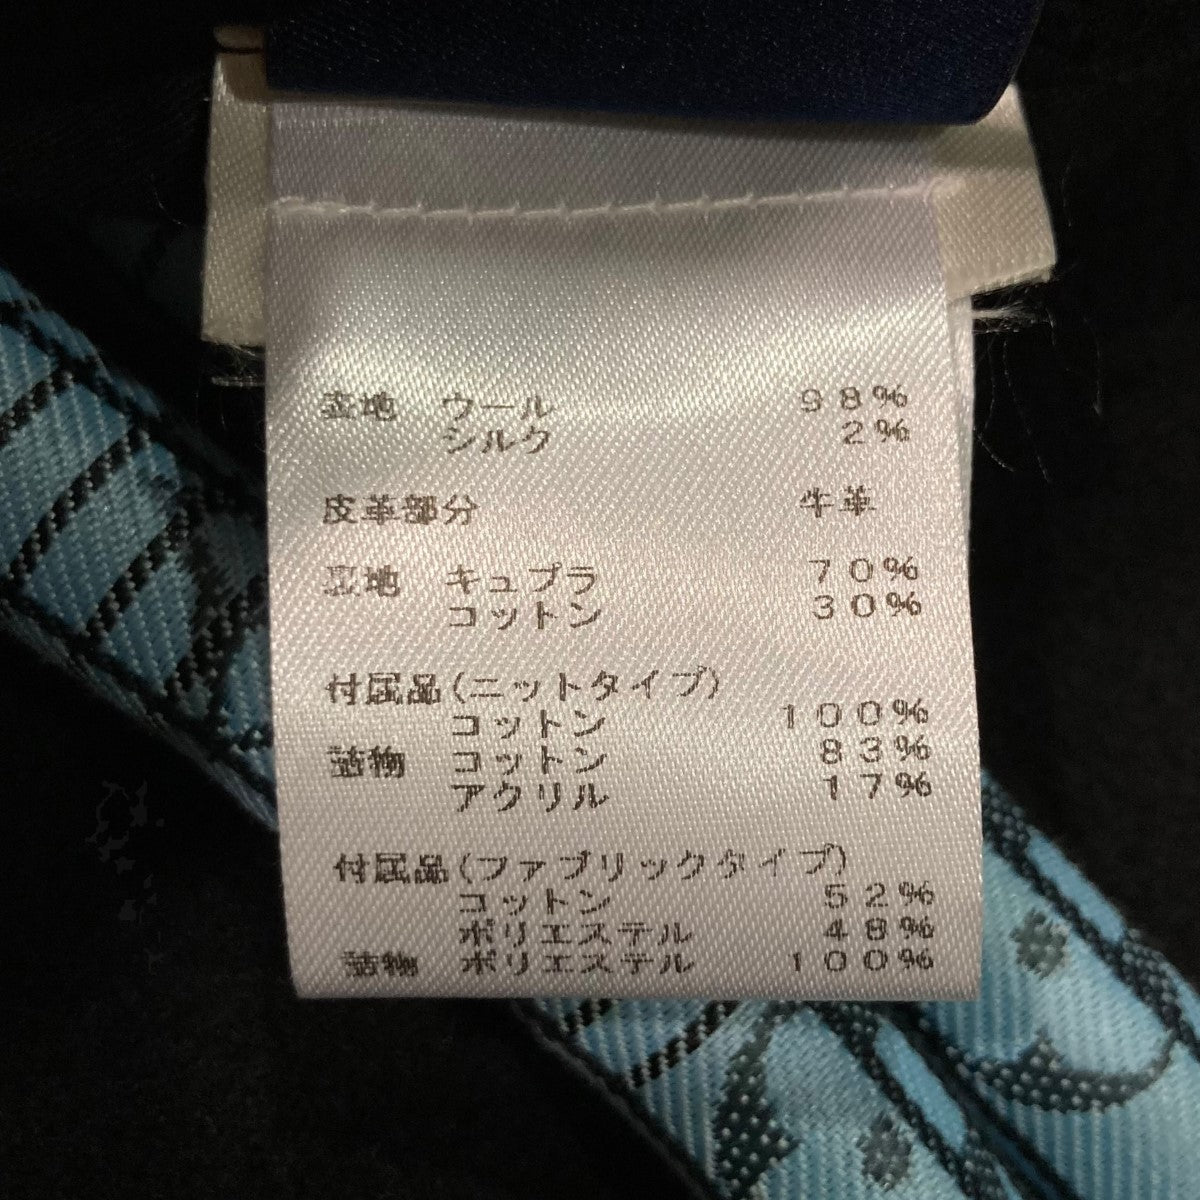 表地 ウール 98%
シルク 2%
皮革部分 牛革
裏地 キュプラ 70%
コットン 30%
付属品(ニットタイプ)
コットン 100%
詰物 コットン 83%
アクリル 17%
付属品(ファブリックタイプ)
コットン 52%
ポリエステル 48%
詰物 ポリエステル 100%